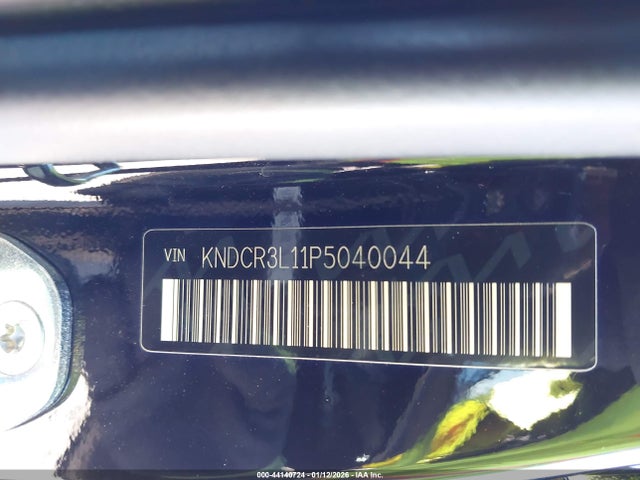 VIN KNDCR3L11P5040044
000-44140724 - 01/12/2026 - IAA Inc.